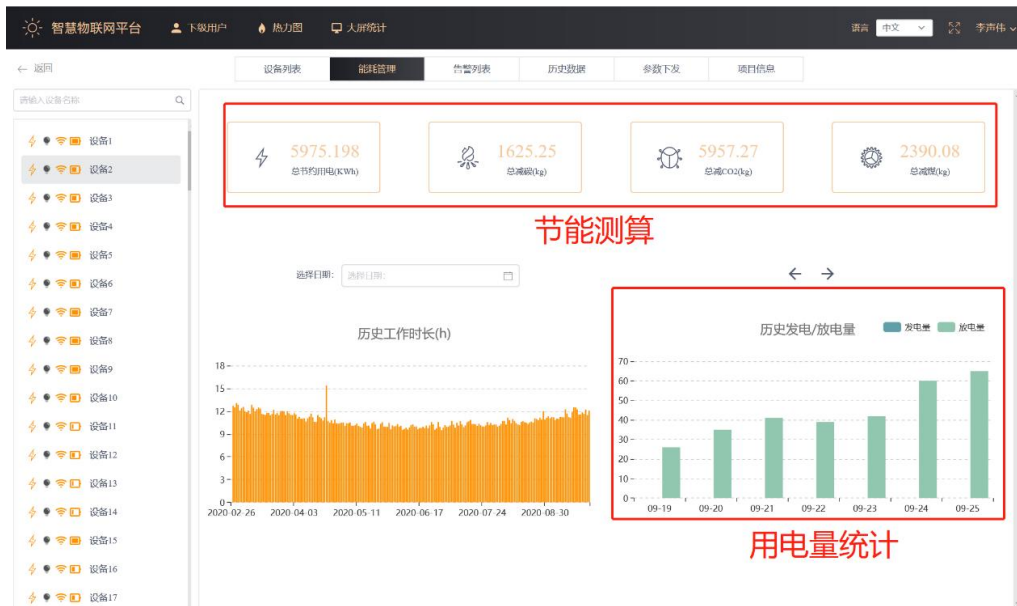 智慧物联网平台 下级用户 热力图 大屏统计 语言 中文 李声伟
← 返回 设备列表 能耗管理 告警列表 历史数据 参数下发 项目信息
请输入设备名称
设备1
设备2
设备3
设备4
设备5
设备6
设备7
设备8
设备9
设备10
设备11
设备12
设备13
设备14
设备15
设备16
设备17
5975.198
总节约用电(KWh)
1625.25
总减碳(kg)
5957.27
总减CO2(kg)
2390.08
总减煤(kg)
节能测算
选择日期: 选择日期:
← →
历史工作时长(h)
18
15
12
9
6
3
0
2020-02-26 2020-04-03 2020-05-11 2020-06-17 2020-07-24 2020-08-30
历史发电/放电量 发电量 放电量
70
60
50
40
30
20
10
0
09-19 09-20 09-21 09-22 09-23 09-24 09-25
用电量统计